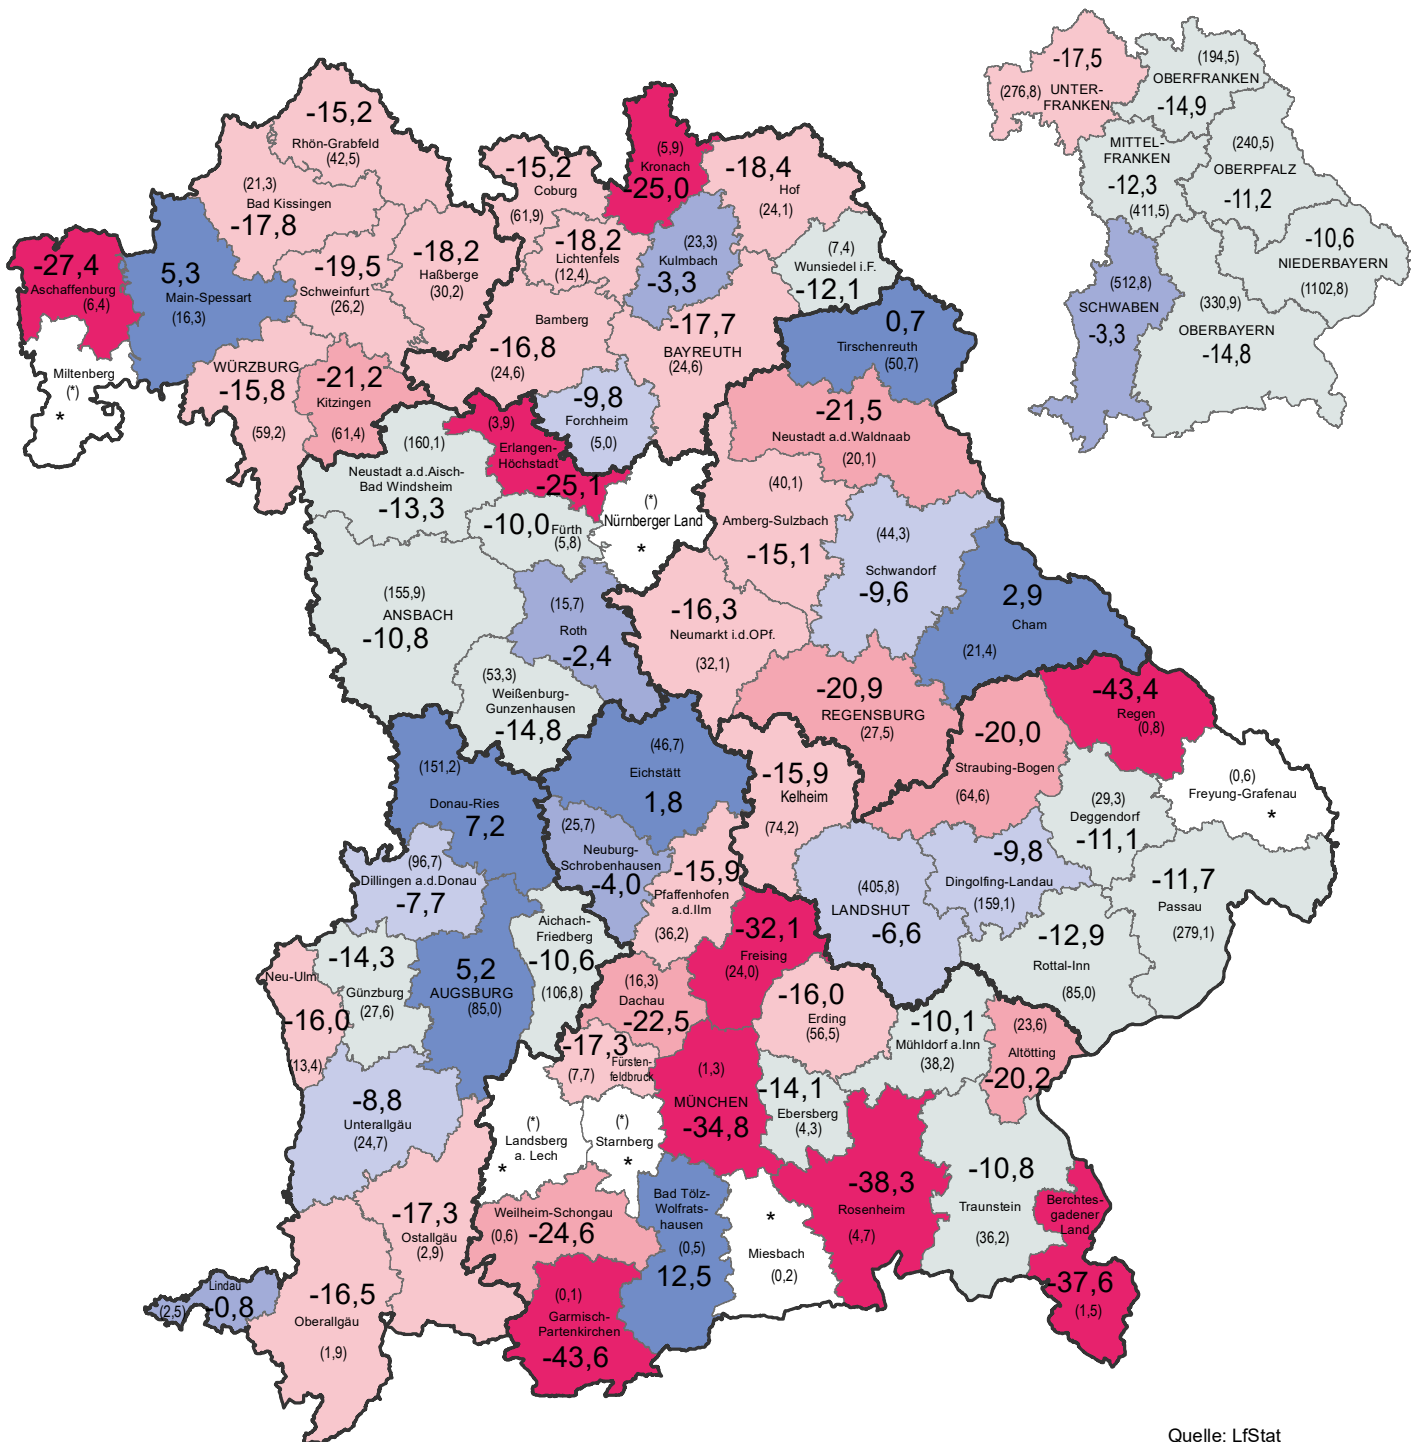 -15,2
Rhön-Grabfeld
(42,5)
(21,3)
Bad Kissingen
-17,8
-27,4
Aschaffenburg
(6,4)
5,3
Main-Spessart
(16,3)
Miltenberg
(*)
*
-19,5
Schweinfurt
(26,2)
-18,2
Haßberge
(30,2)
WÜRZBURG
-15,8
(59,2)
-21,2
Kitzingen
(61,4)
-15,2
Coburg
(61,9)
(5,9)
Kronach
-25,0
-18,4
Hof
(24,1)
-18,2
Lichtenfels
(12,4)
(23,3)
Kulmbach
-3,3
(7,4)
Wunsiedel i.F.
-12,1
Bamberg
-16,8
(24,6)
-17,7
BAYREUTH
(24,6)
-9,8
Forchheim
(5,0)
0,7
Tirschenreuth
(50,7)
-21,5
Neustadt a.d.Waldnaab
(20,1)
(160,1)
Neustadt a.d.Aisch-
Bad Windsheim
-13,3
(3,9)
Erlangen-
Höchstadt
-25,1
-10,0
Fürth
(5,8)
(*)
Nürnberger Land
*
(40,1)
Amberg-Sulzbach
-15,1
(44,3)
Schwandorf
-9,6
2,9
Cham
(21,4)
(155,9)
ANSBACH
-10,8
(15,7)
Roth
-2,4
(53,3)
Weißenburg-
Gunzenhausen
-14,8
-16,3
Neumarkt i.d.OPf.
(32,1)
-20,9
REGENSBURG
(27,5)
-43,4
Regen
(0,8)
-20,0
Straubing-Bogen
(64,6)
(0,6)
Freyung-Grafenau
*
(29,3)
Deggendorf
-11,1
(151,2)
Donau-Ries
7,2
(46,7)
Eichstätt
1,8
-15,9
Kelheim
(74,2)
(25,7)
Neuburg-
Schrobenhausen
-4,0
-15,9
Pfaffenhofen
a.d.Ilm
(36,2)
(96,7)
Dillingen a.d.Donau
-7,7
(405,8)
LANDSHUT
-6,6
-9,8
Dingolfing-Landau
(159,1)
-11,7
Passau
(279,1)
-12,9
Rottal-Inn
(85,0)
Neu-Ulm
-16,0
(13,4)
-14,3
Günzburg
(27,6)
5,2
AUGSBURG
(85,0)
Aichach-
Friedberg
-10,6
(106,8)
-32,1
Freising
(24,0)
(16,3)
Dachau
-22,5
-16,0
Erding
(56,5)
-10,1
Mühldorf a.Inn
(38,2)
(23,6)
Altötting
-20,2
-17,3
Fürsten-
feldbruck
(7,7)
(1,3)
MÜNCHEN
-34,8
-14,1
Ebersberg
(4,3)
-8,8
Unterallgäu
(24,7)
(*)
Landsberg
a. Lech
*
(*)
Starnberg
*
-17,3
Ostallgäu
(2,9)
Weilheim-Schongau
(0,6)
-24,6
Bad Tölz-
Wolfrats-
hausen
(0,5)
12,5
*
Miesbach
(0,2)
-38,3
Rosenheim
(4,7)
-10,8
Traunstein
(36,2)
Berchtes-
gadener
Land
-37,6
(1,5)
Lindau
(2,5)
-0,8
-16,5
Oberallgäu
(1,9)
(0,1)
Garmisch-
Partenkirchen
-43,6
-17,5
(276,8)
UNTER-
FRANKEN
(194,5)
OBERFRANKEN
-14,9
MITTEL-
FRANKEN
-12,3
(411,5)
(240,5)
OBERPFALZ
-11,2
-10,6
NIEDERBAYERN
(1102,8)
(512,8)
SCHWABEN
-3,3
(330,9)
OBERBAYERN
-14,8
Quelle: LfStat